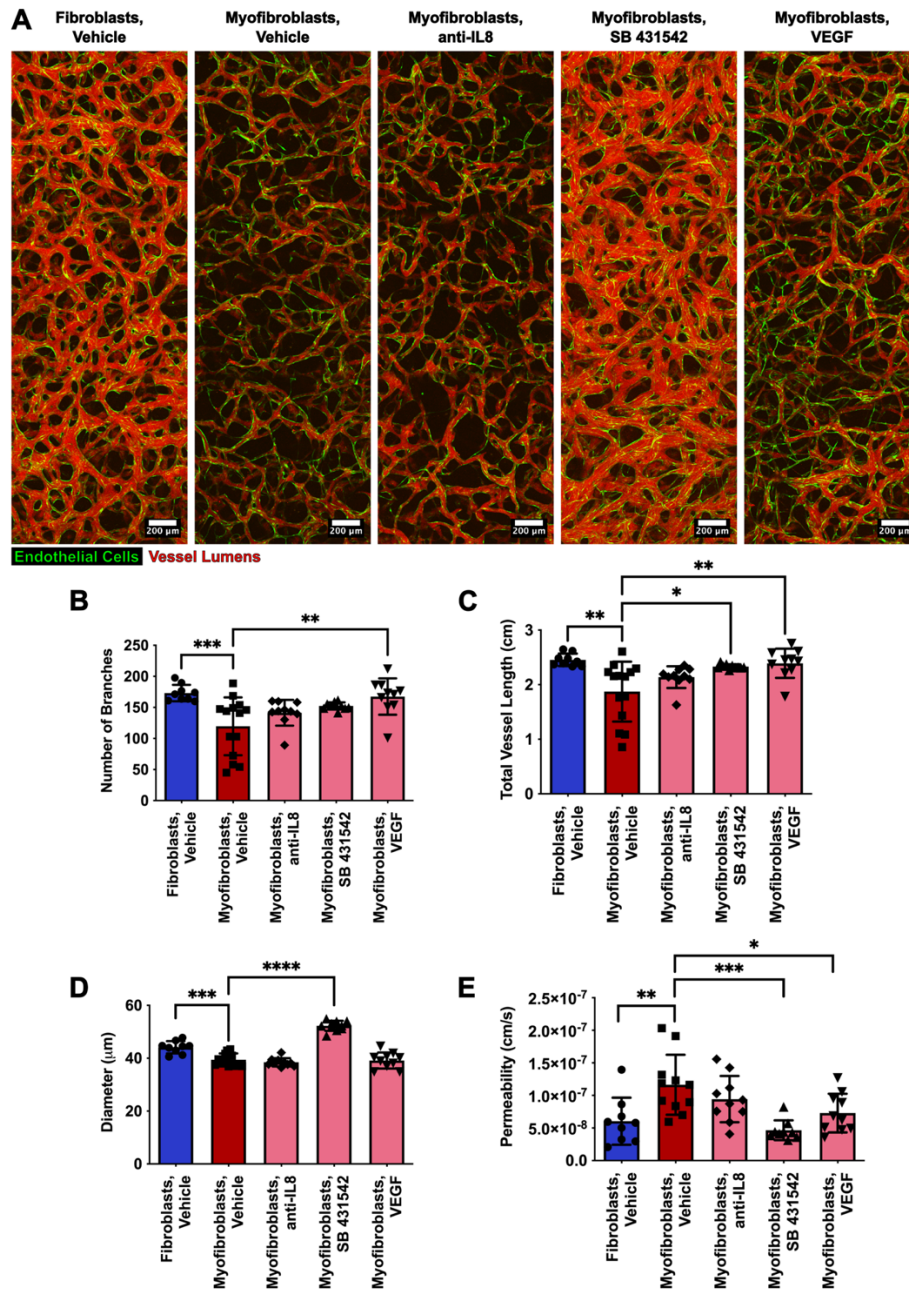 A
Fibroblasts,
Vehicle
Myofibroblasts,
Vehicle
Myofibroblasts,
anti-IL8
Myofibroblasts,
SB 431542
Myofibroblasts,
VEGF
200 µm
200 µm
200 µm
200 µm
200 µm
Endothelial Cells Vessel Lumens
B
Number of Branches
250
200
150
100
50
0
***
**
Fibroblasts,
Vehicle
Myofibroblasts,
Vehicle
Myofibroblasts,
anti-IL8
Myofibroblasts,
SB 431542
Myofibroblasts,
VEGF
C
Total Vessel Length (cm)
3
2
1
0
**
*
**
Fibroblasts,
Vehicle
Myofibroblasts,
Vehicle
Myofibroblasts,
anti-IL8
Myofibroblasts,
SB 431542
Myofibroblasts,
VEGF
D
Diameter (µm)
60
40
20
0
***
****
Fibroblasts,
Vehicle
Myofibroblasts,
Vehicle
Myofibroblasts,
anti-IL8
Myofibroblasts,
SB 431542
Myofibroblasts,
VEGF
E
Permeability (cm/s)
2.5×10⁻⁷
2.0×10⁻⁷
1.5×10⁻⁷
1.0×10⁻⁷
5.0×10⁻⁸
0.0
**
***
*
Fibroblasts,
Vehicle
Myofibroblasts,
Vehicle
Myofibroblasts,
anti-IL8
Myofibroblasts,
SB 431542
Myofibroblasts,
VEGF